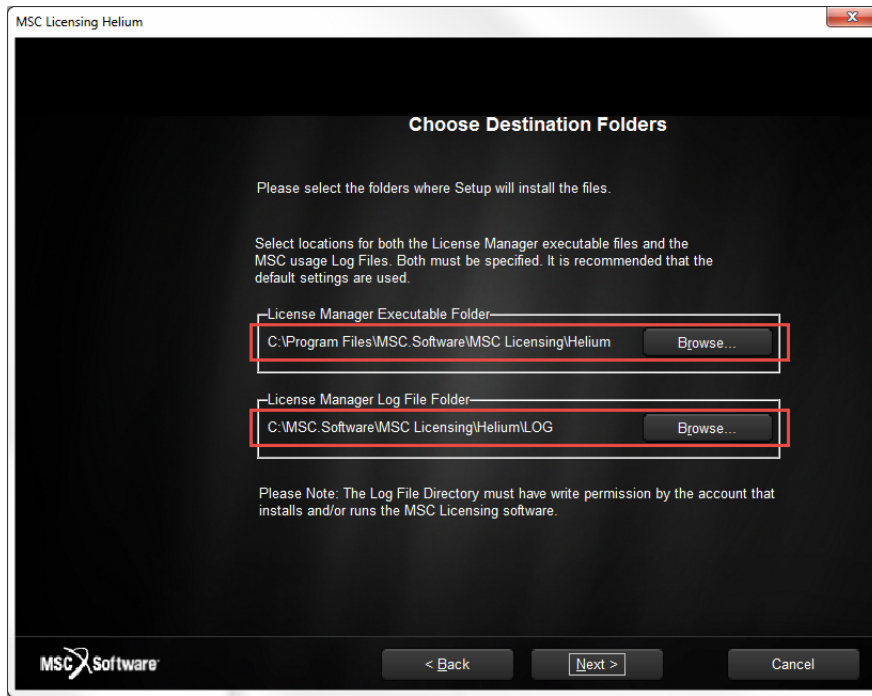 MSC Licensing Helium
Choose Destination Folders
Please select the folders where Setup will install the files.
Select locations for both the License Manager executable files and the
MSC usage Log Files. Both must be specified. It is recommended that the
default settings are used.
License Manager Executable Folder
C:\Program Files\MSC.Software\MSC Licensing\Helium Browse...
License Manager Log File Folder
C:\MSC.Software\MSC Licensing\Helium\LOG Browse...
Please Note: The Log File Directory must have write permission by the account that
installs and/or runs the MSC Licensing software.
MSC Software < Back Next > Cancel